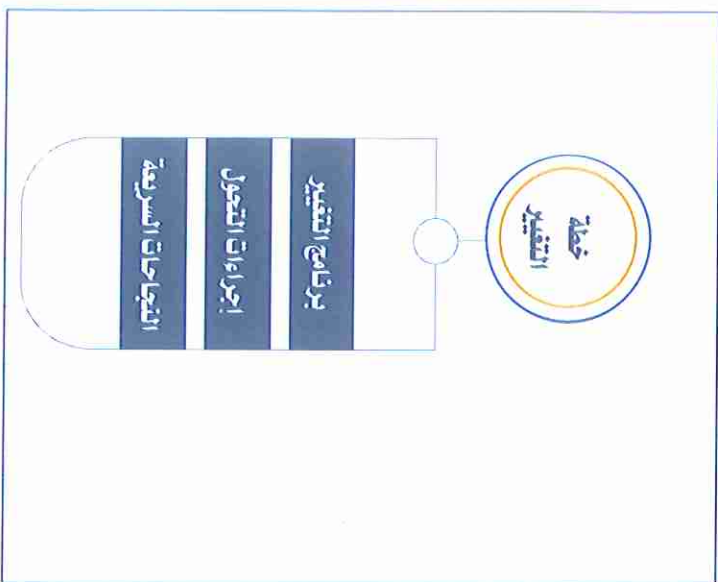 خطة
التغيير
برنامج التغيير
إجراءات التحول
النجاحات السريعة